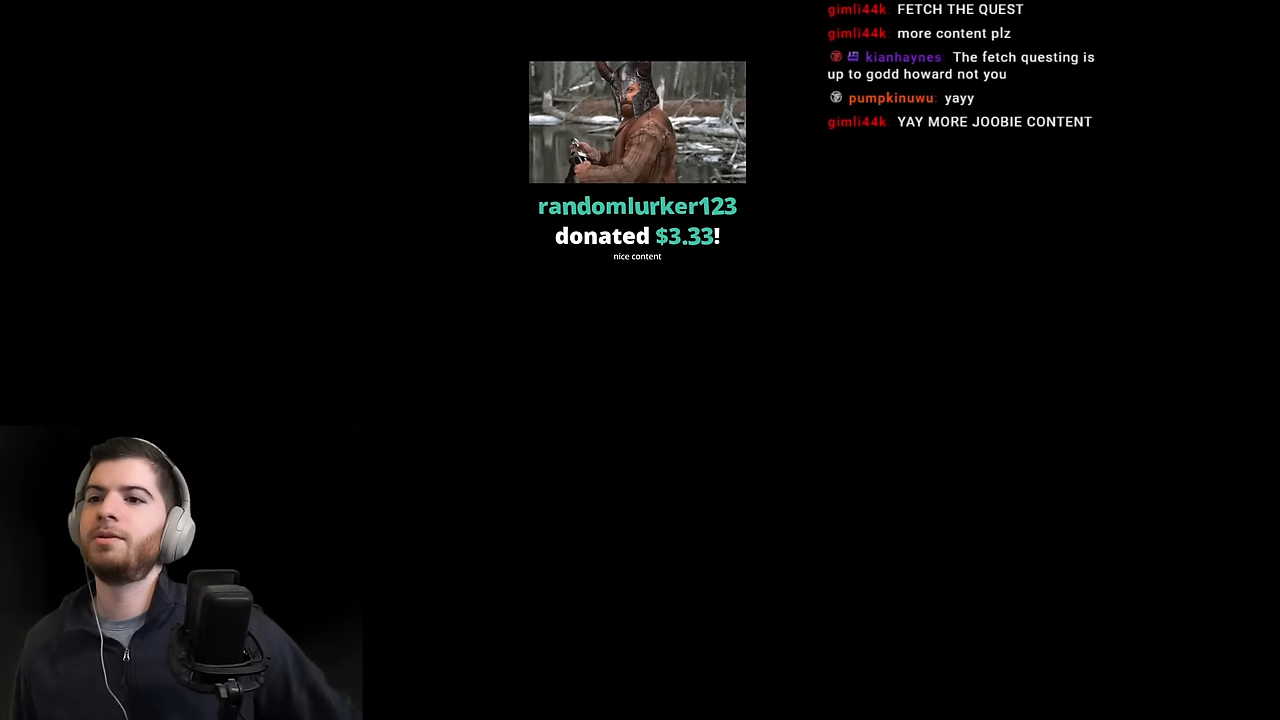 gimli44k: FETCH THE QUEST
gimli44k: more content plz
kianhaynes: The fetch questing is
up to godd howard not you
pumpkinuwu: yayy
gimli44k: YAY MORE JOOBIE CONTENT
randomlurker123
donated $3.33!
nice content